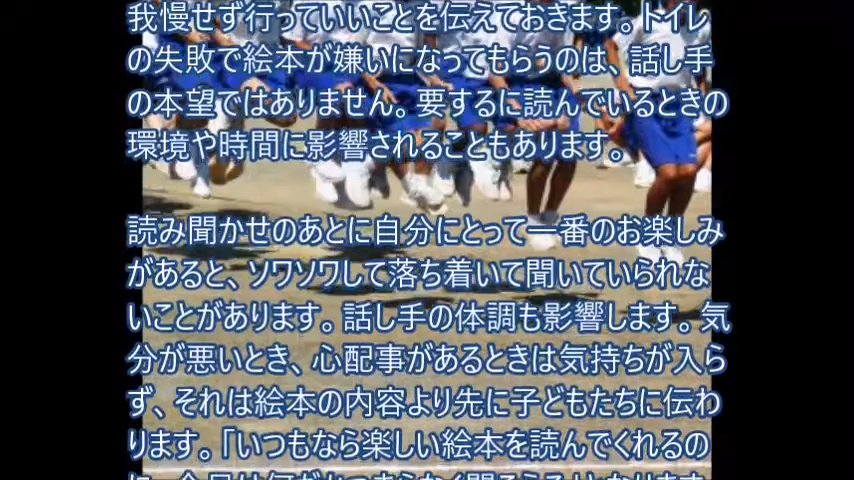 我慢せず行っていいことを伝えておきます。トイレ
の失敗で絵本が嫌いになってもらうのは、話し手
の本望ではありません。要するに読んでいるときの
環境や時間に影響されることもあります。
読み聞かせのあとに自分にとって一番のお楽しみ
があると、ソワソワして落ち着いて聞いていられな
いことがあります。話し手の体調も影響します。気
分が悪いとき、心配事があるときは気持ちが入ら
ず、それは絵本の内容より先に子どもたちに伝わ
ります。「いつもなら楽しい絵本を読んでくれるの